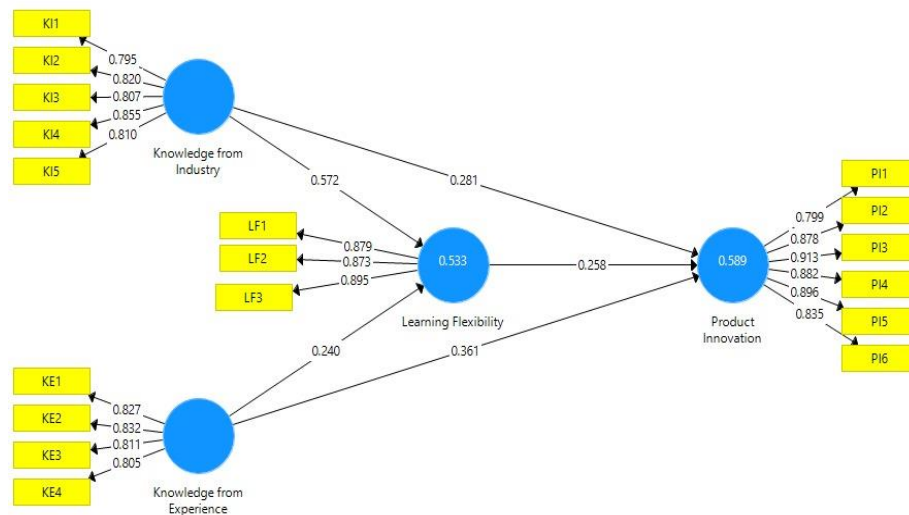 KI1
KI2
KI3
KI4
KI5
0.795
0.820
0.807
0.855
0.810
Knowledge from
Industry
0.572
0.281
LF1
LF2
LF3
0.879
0.873
0.895
0.533
Learning Flexibility
0.258
0.589
Product
Innovation
PI1
PI2
PI3
PI4
PI5
PI6
0.799
0.878
0.913
0.882
0.896
0.835
0.240
0.361
KE1
KE2
KE3
KE4
0.827
0.832
0.811
0.805
Knowledge from
Experience